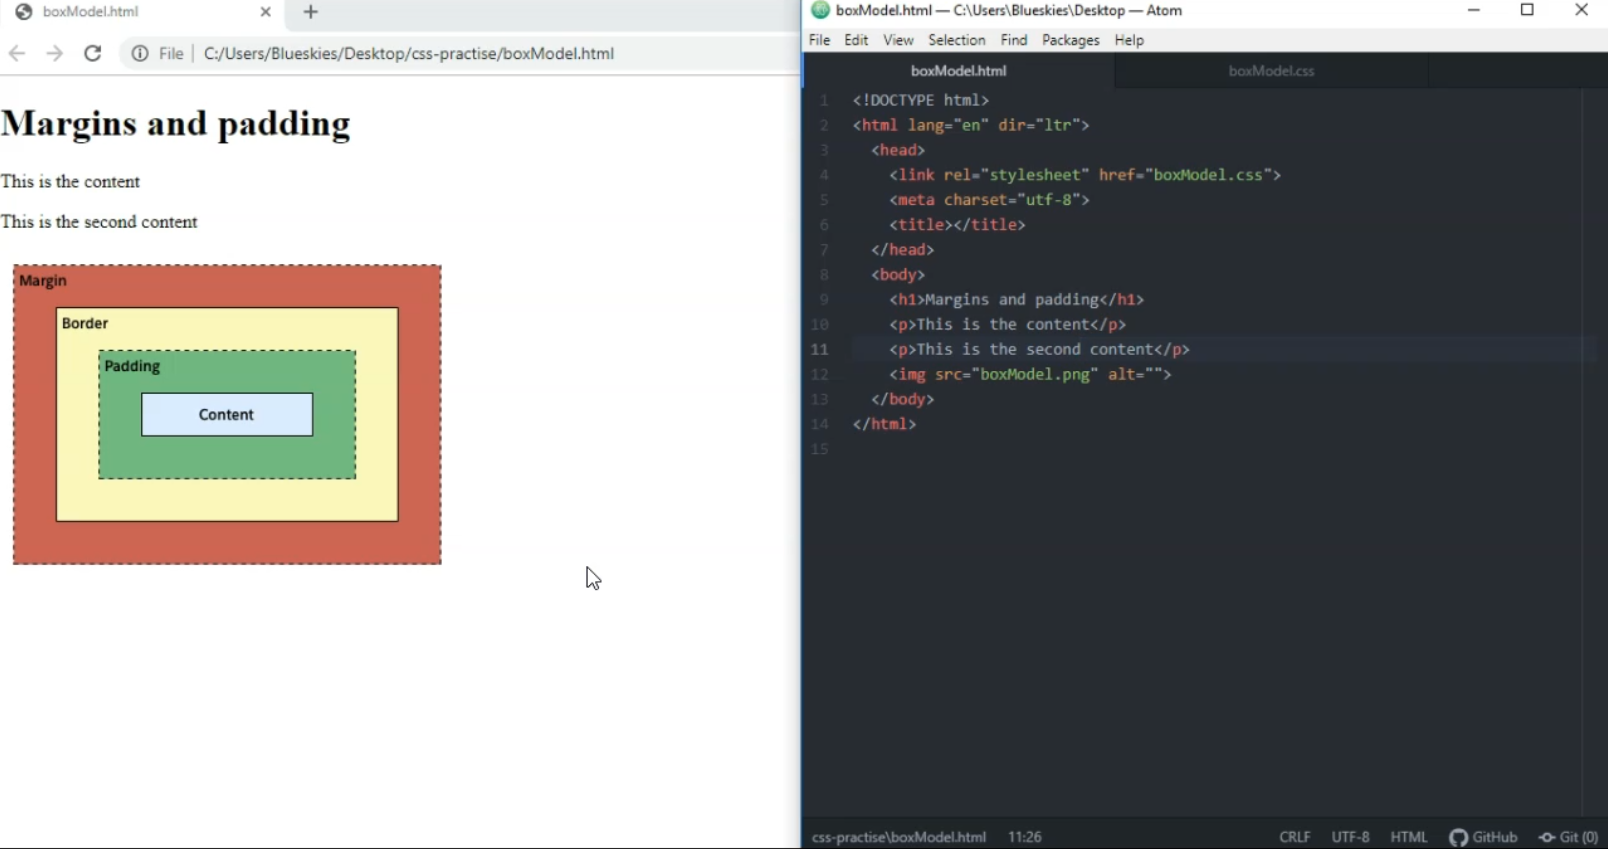 boxModel.html
File C:/Users/Blueskies/Desktop/css-practise/boxModel.html
Margins and padding
This is the content
This is the second content
Margin
Border
Padding
Content
boxModel.html — C:\Users\Blueskies\Desktop — Atom
File Edit View Selection Find Packages Help
boxModel.html boxModel.css
1 <!DOCTYPE html>
2 <html lang="en" dir="ltr">
3 <head>
4 <link rel="stylesheet" href="boxModel.css">
5 <meta charset="utf-8">
6 <title></title>
7 </head>
8 <body>
9 <h1>Margins and padding</h1>
10 <p>This is the content</p>
11 <p>This is the second content</p>
12 <img src="boxModel.png" alt="">
13 </body>
14 </html>
15
css-practise\boxModel.html 11:26 CRLF UTF-8 HTML GitHub Git (0)